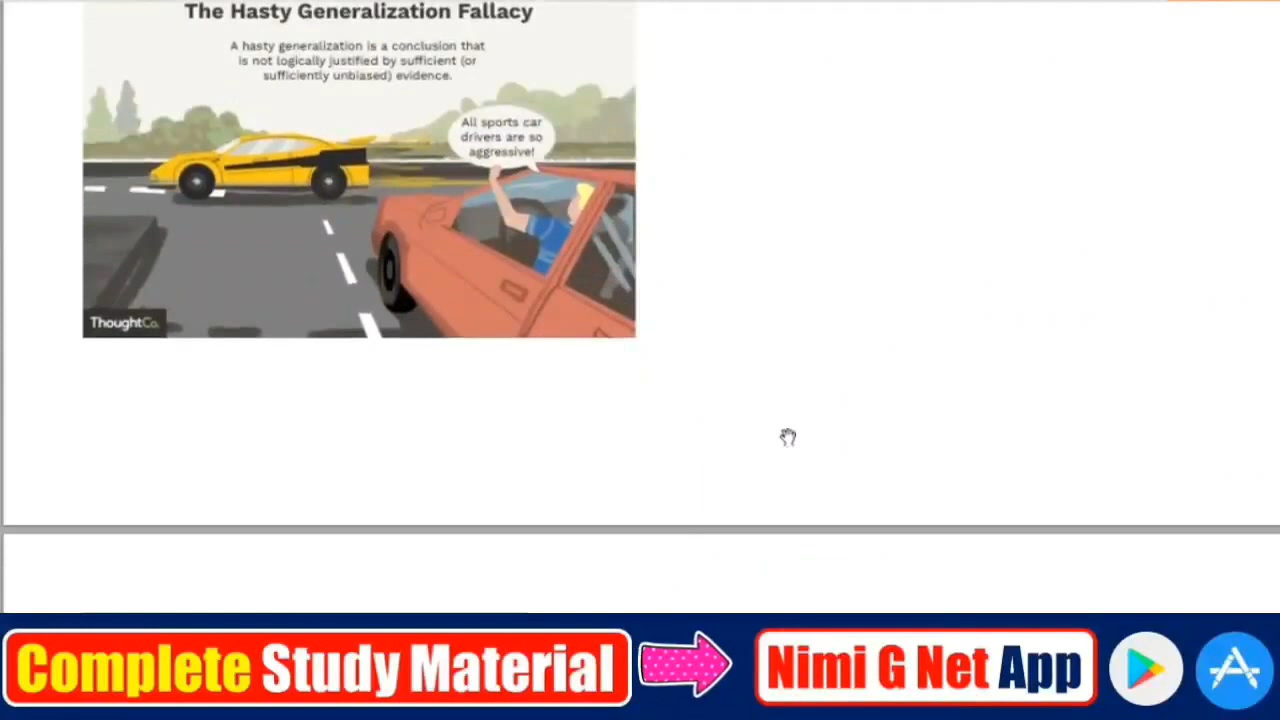 The Hasty Generalization Fallacy
A hasty generalization is a conclusion that
is not logically justified by sufficient (or
sufficiently unbiased) evidence.
All sports car
drivers are so
aggressive!
ThoughtCo.
Complete Study Material
Nimi G Net App